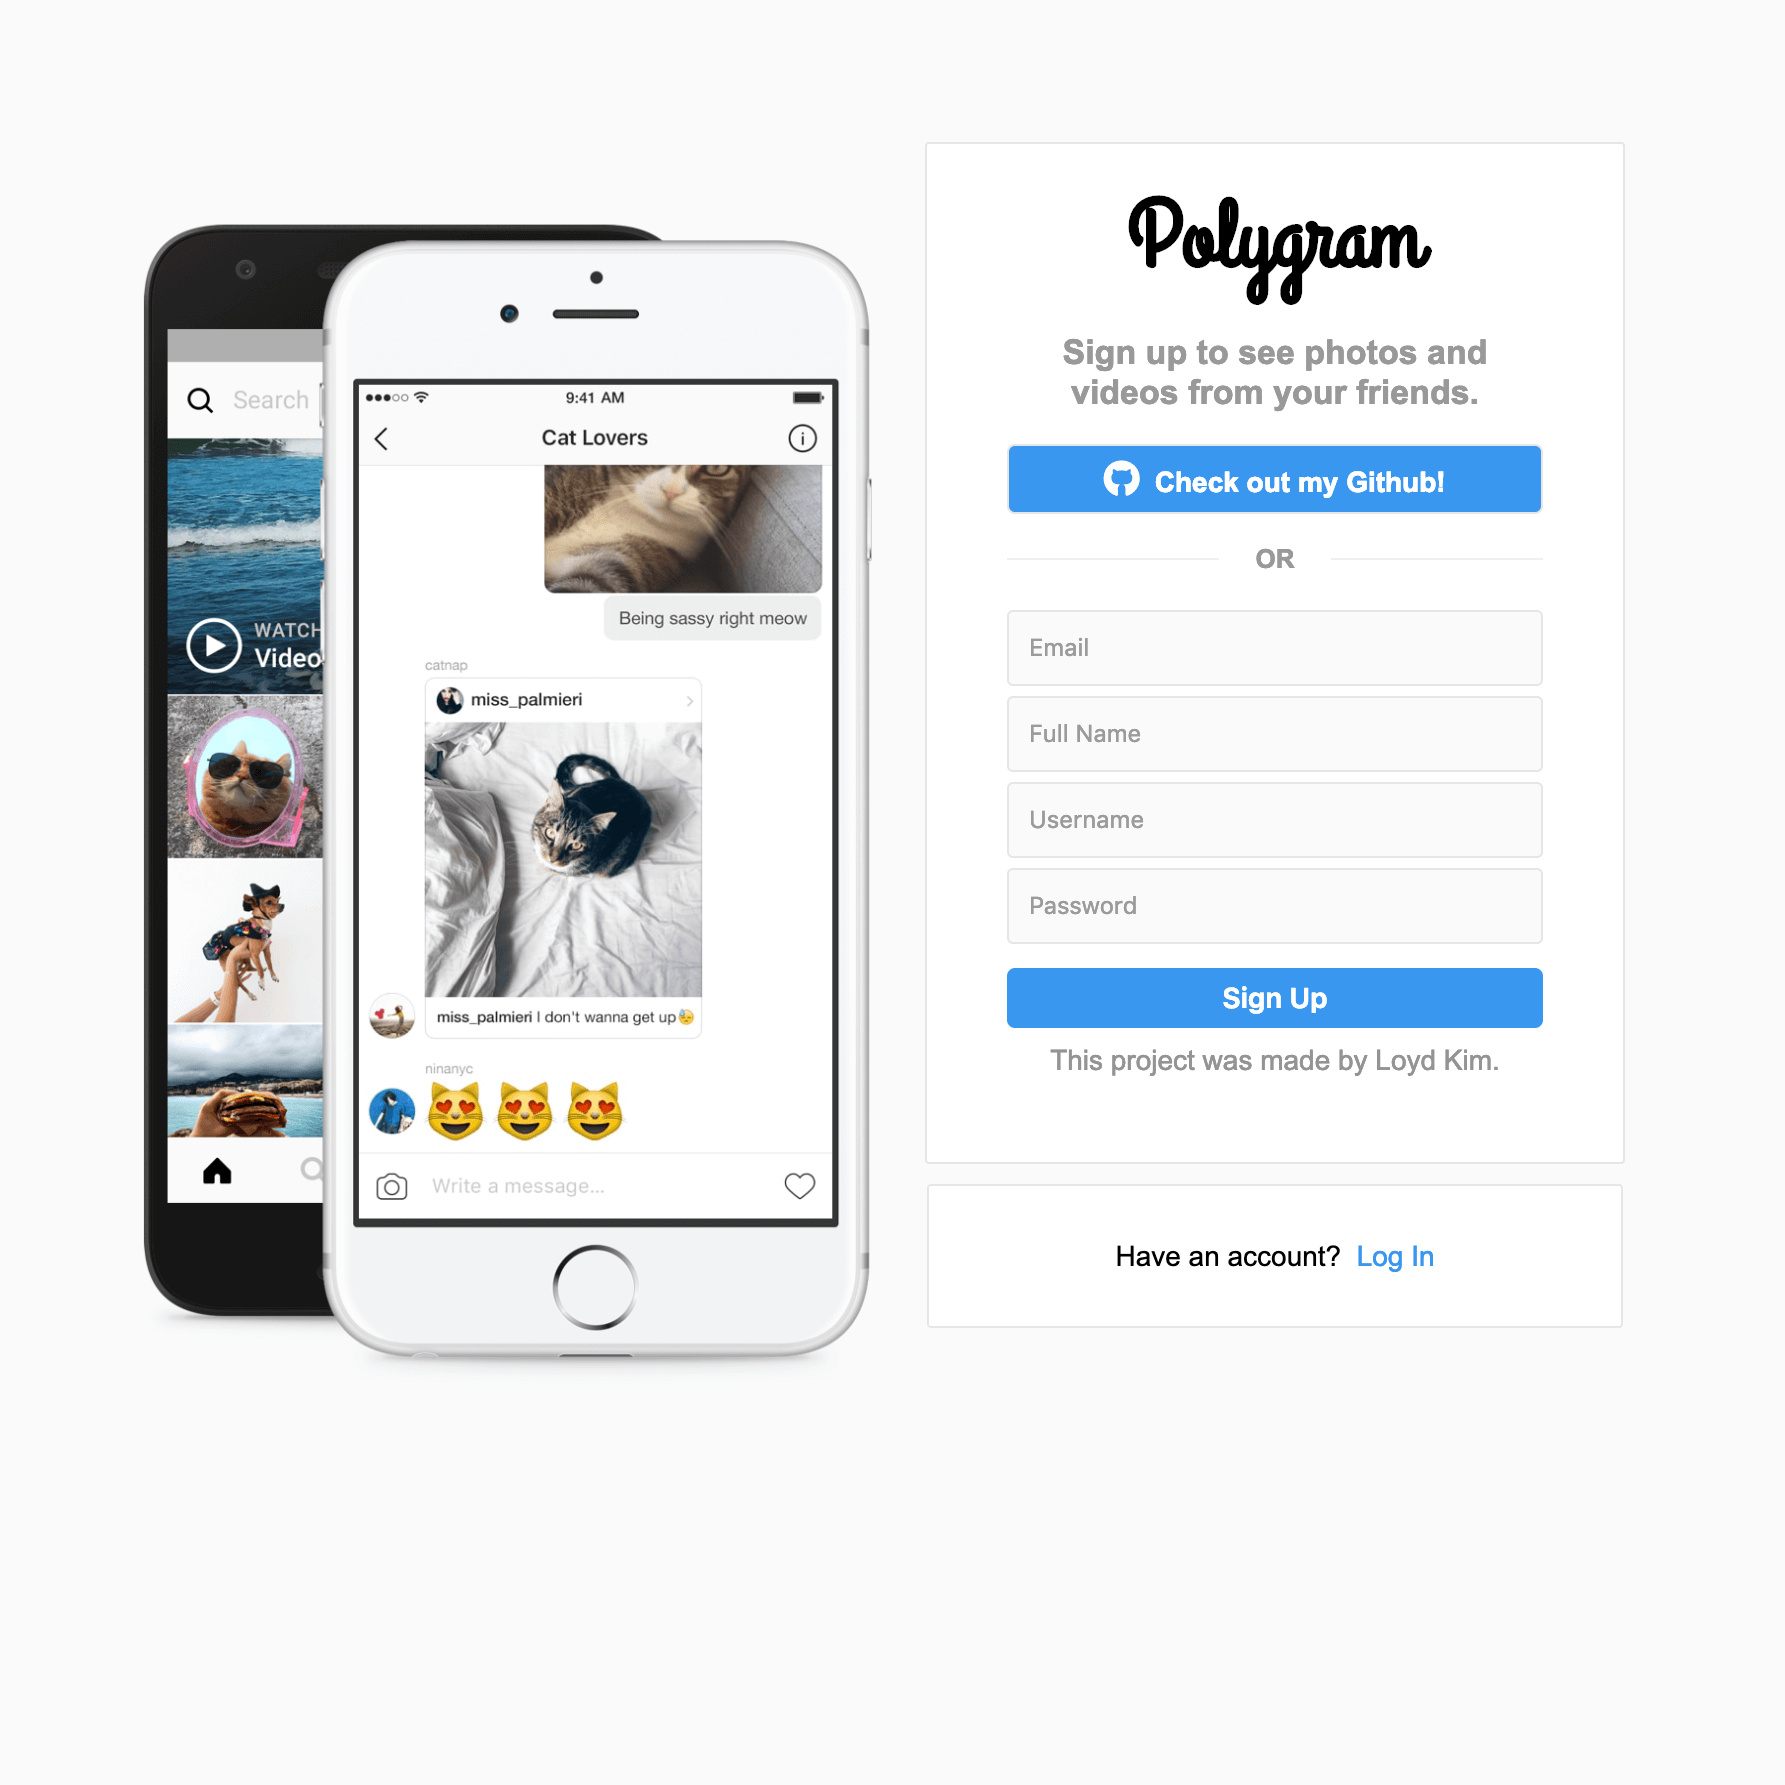 Search
WATCH
Video
9:41 AM
Cat Lovers
Being sassy right meow
catnap
miss_palmieri
miss_palmieri I don't wanna get up
ninanyc
Write a message...
Polygram
Sign up to see photos and
videos from your friends.
Check out my Github!
OR
Email
Full Name
Username
Password
Sign Up
This project was made by Loyd Kim.
Have an account? Log In